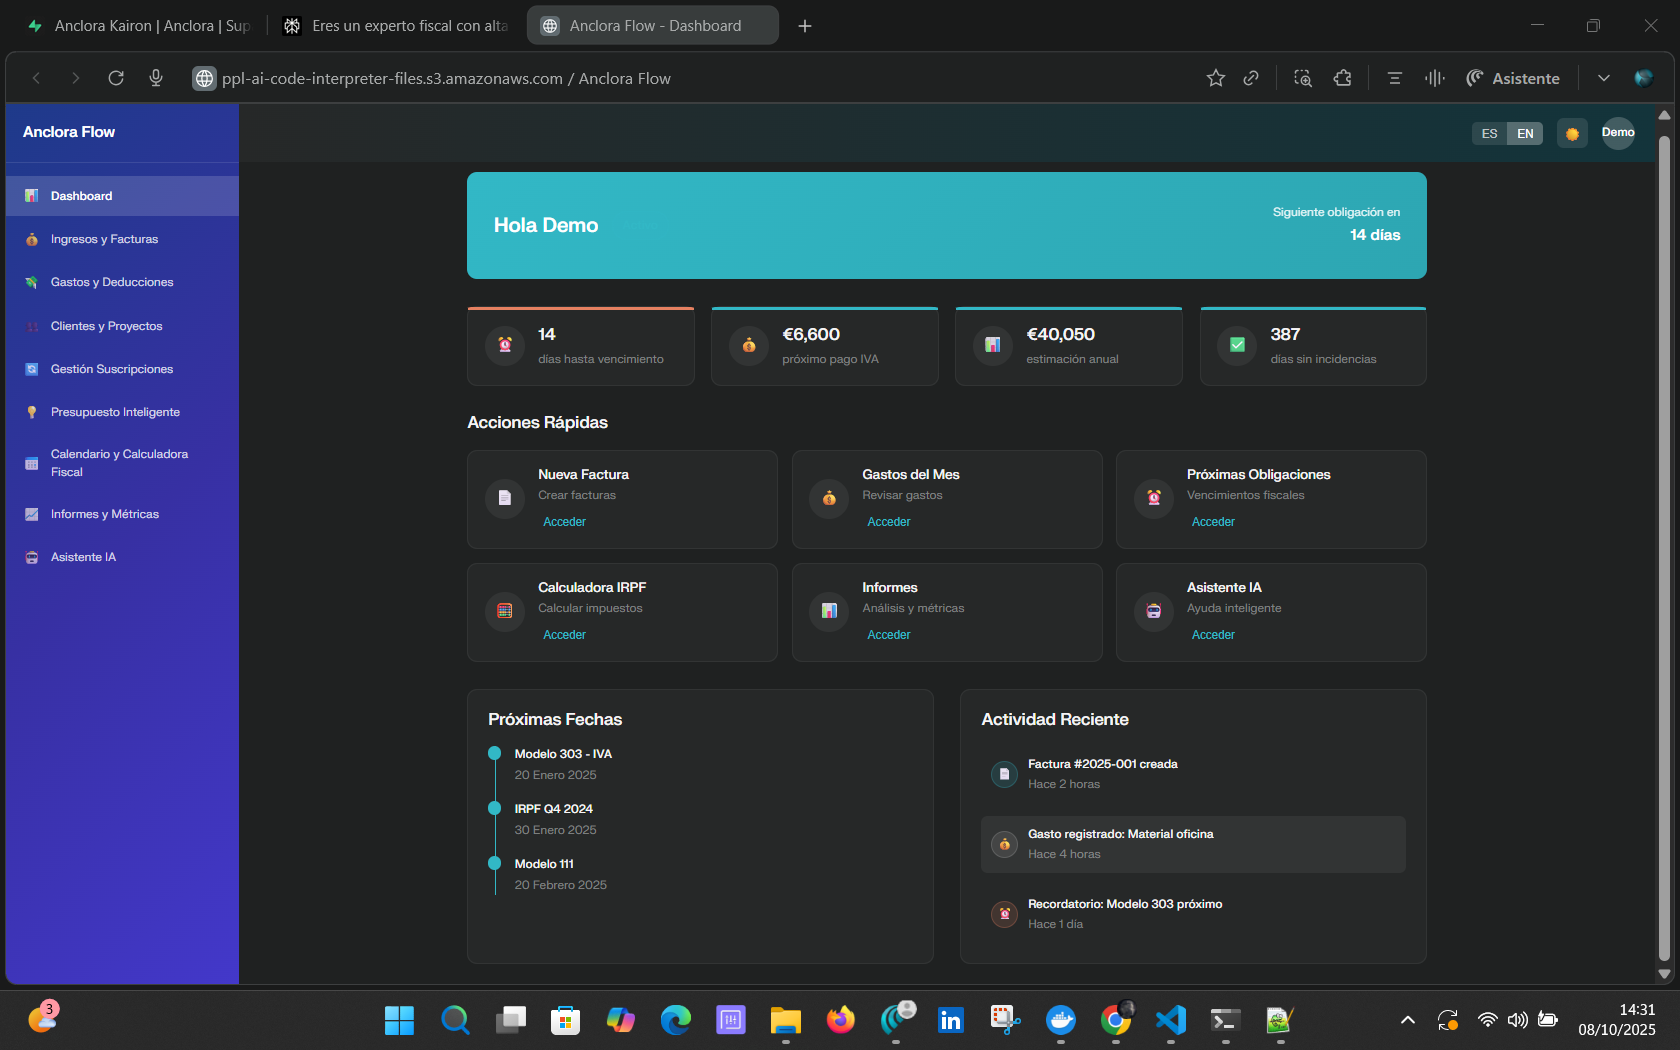 Anclora Kairon | Anclora | Sup
Eres un experto fiscal con alta
Anclora Flow - Dashboard
ppl-ai-code-interpreter-files.s3.amazonaws.com / Anclora Flow
Asistente
Anclora Flow
ES
EN
Demo
Dashboard
Ingresos y Facturas
Gastos y Deducciones
Clientes y Proyectos
Gestión Suscripciones
Presupuesto Inteligente
Calendario y Calculadora
Fiscal
Informes y Métricas
Asistente IA
Hola Demo
Siguiente obligación en
14 días
14
días hasta vencimiento
€6,600
próximo pago IVA
€40,050
estimación anual
387
días sin incidencias
Acciones Rápidas
Nueva Factura
Crear facturas
Acceder
Gastos del Mes
Revisar gastos
Acceder
Próximas Obligaciones
Vencimientos fiscales
Acceder
Calculadora IRPF
Calcular impuestos
Acceder
Informes
Análisis y métricas
Acceder
Asistente IA
Ayuda inteligente
Acceder
Próximas Fechas
Modelo 303 - IVA
20 Enero 2025
IRPF Q4 2024
30 Enero 2025
Modelo 111
20 Febrero 2025
Actividad Reciente
Factura #2025-001 creada
Hace 2 horas
Gasto registrado: Material oficina
Hace 4 horas
Recordatorio: Modelo 303 próximo
Hace 1 día
3
in
14:31
08/10/2025